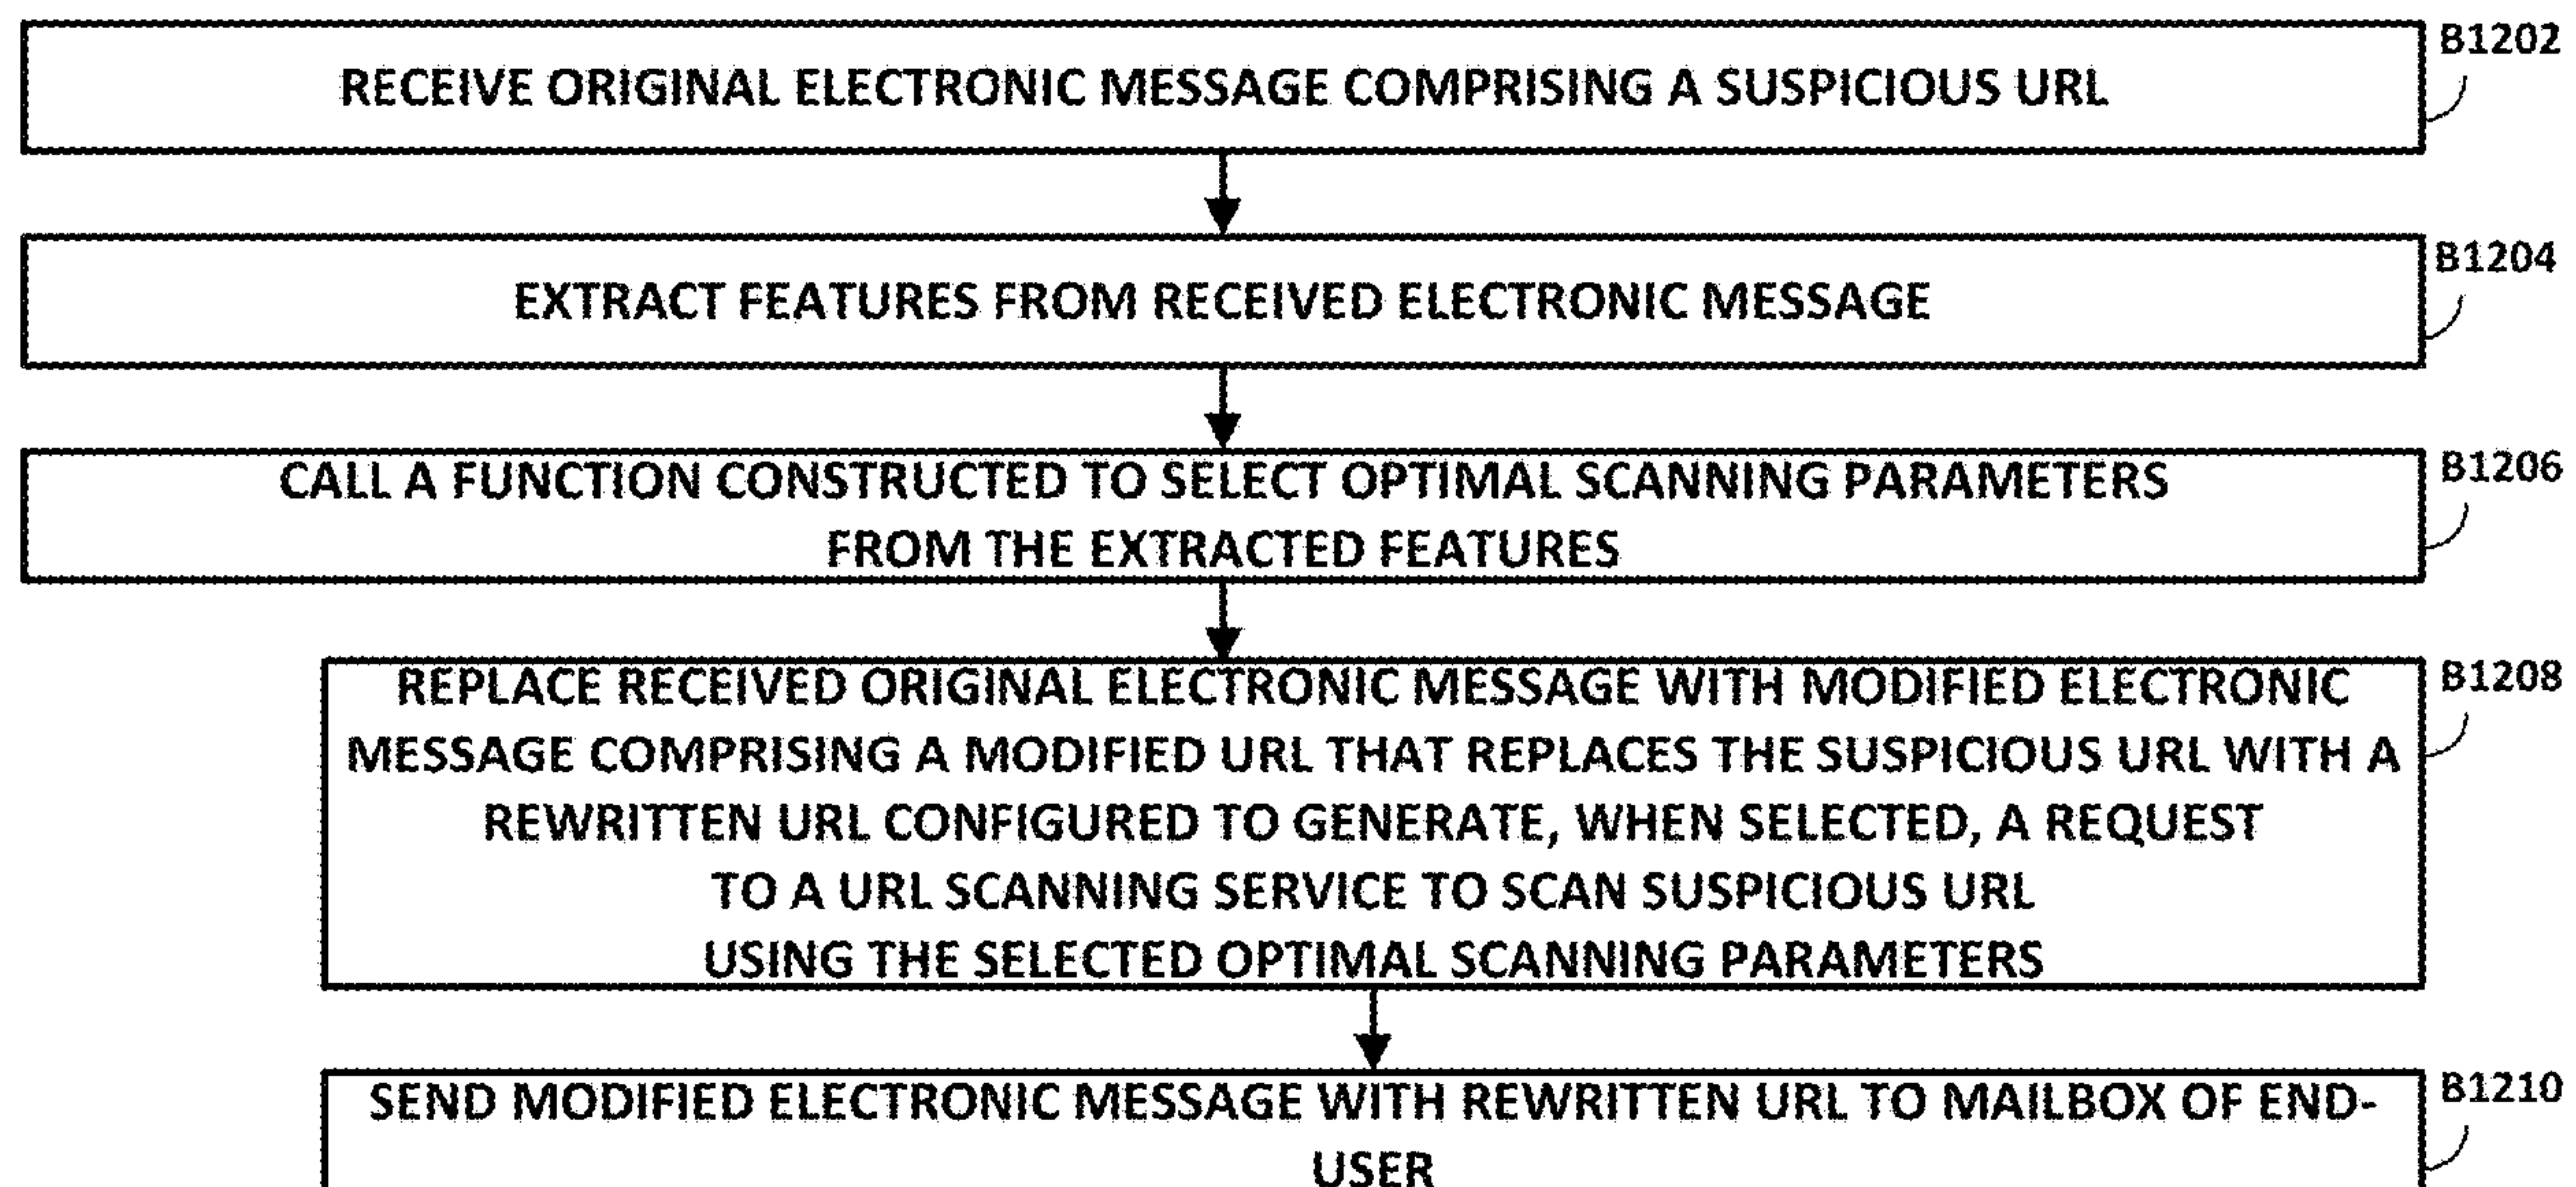 RECEIVE ORIGINAL ELECTRONIC MESSAGE COMPRISING A SUSPICIOUS URL
B1202
EXTRACT FEATURES FROM RECEIVED ELECTRONIC MESSAGE
B1204
CALL A FUNCTION CONSTRUCTED TO SELECT OPTIMAL SCANNING PARAMETERS
FROM THE EXTRACTED FEATURES
B1206
REPLACE RECEIVED ORIGINAL ELECTRONIC MESSAGE WITH MODIFIED ELECTRONIC
MESSAGE COMPRISING A MODIFIED URL THAT REPLACES THE SUSPICIOUS URL WITH A
REWRITTEN URL CONFIGURED TO GENERATE, WHEN SELECTED, A REQUEST
TO A URL SCANNING SERVICE TO SCAN SUSPICIOUS URL
USING THE SELECTED OPTIMAL SCANNING PARAMETERS
B1208
SEND MODIFIED ELECTRONIC MESSAGE WITH REWRITTEN URL TO MAILBOX OF END-
USER
B1210